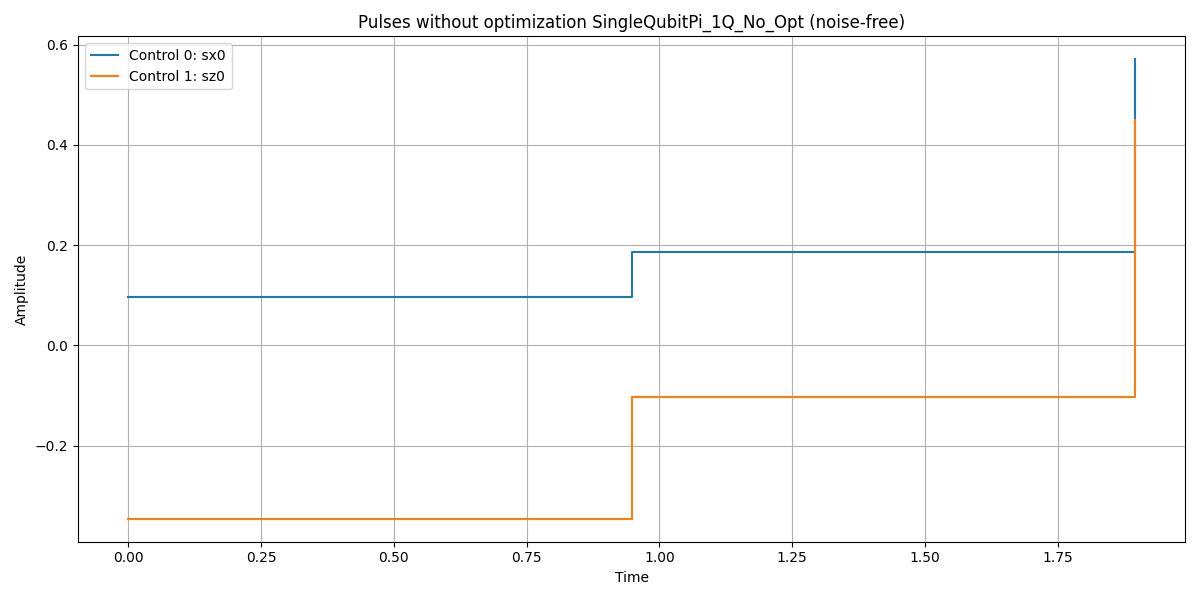 Pulses without optimization SingleQubitPi_1Q_No_Opt (noise-free)
Control 0: sx0
Control 1: sz0
Amplitude
0.6
0.4
0.2
0.0
−0.2
0.00 0.25 0.50 0.75 1.00 1.25 1.50 1.75
Time